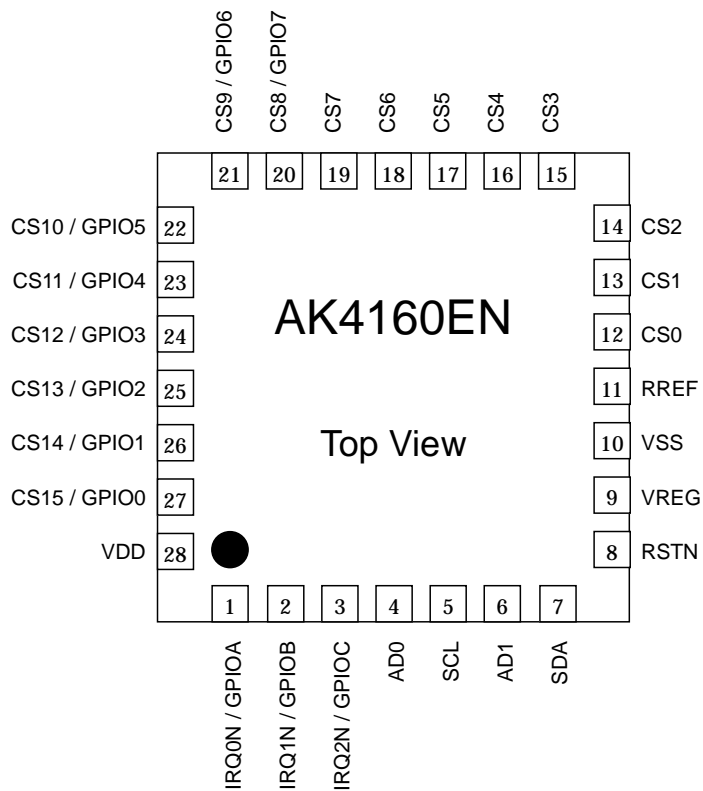 CS9 / GPIO6
CS8 / GPIO7
CS7
CS6
CS5
CS4
CS3
21
20
19
18
17
16
15
CS10 / GPIO5
22
14
CS2
CS11 / GPIO4
23
13
CS1
AK4160EN
CS12 / GPIO3
24
12
CS0
CS13 / GPIO2
25
11
RREF
CS14 / GPIO1
26
Top View
10
VSS
CS15 / GPIO0
27
9
VREG
VDD
28
8
RSTN
1
2
3
4
5
6
7
IRQ0N / GPIOA
IRQ1N / GPIOB
IRQ2N / GPIOC
AD0
SCL
AD1
SDA